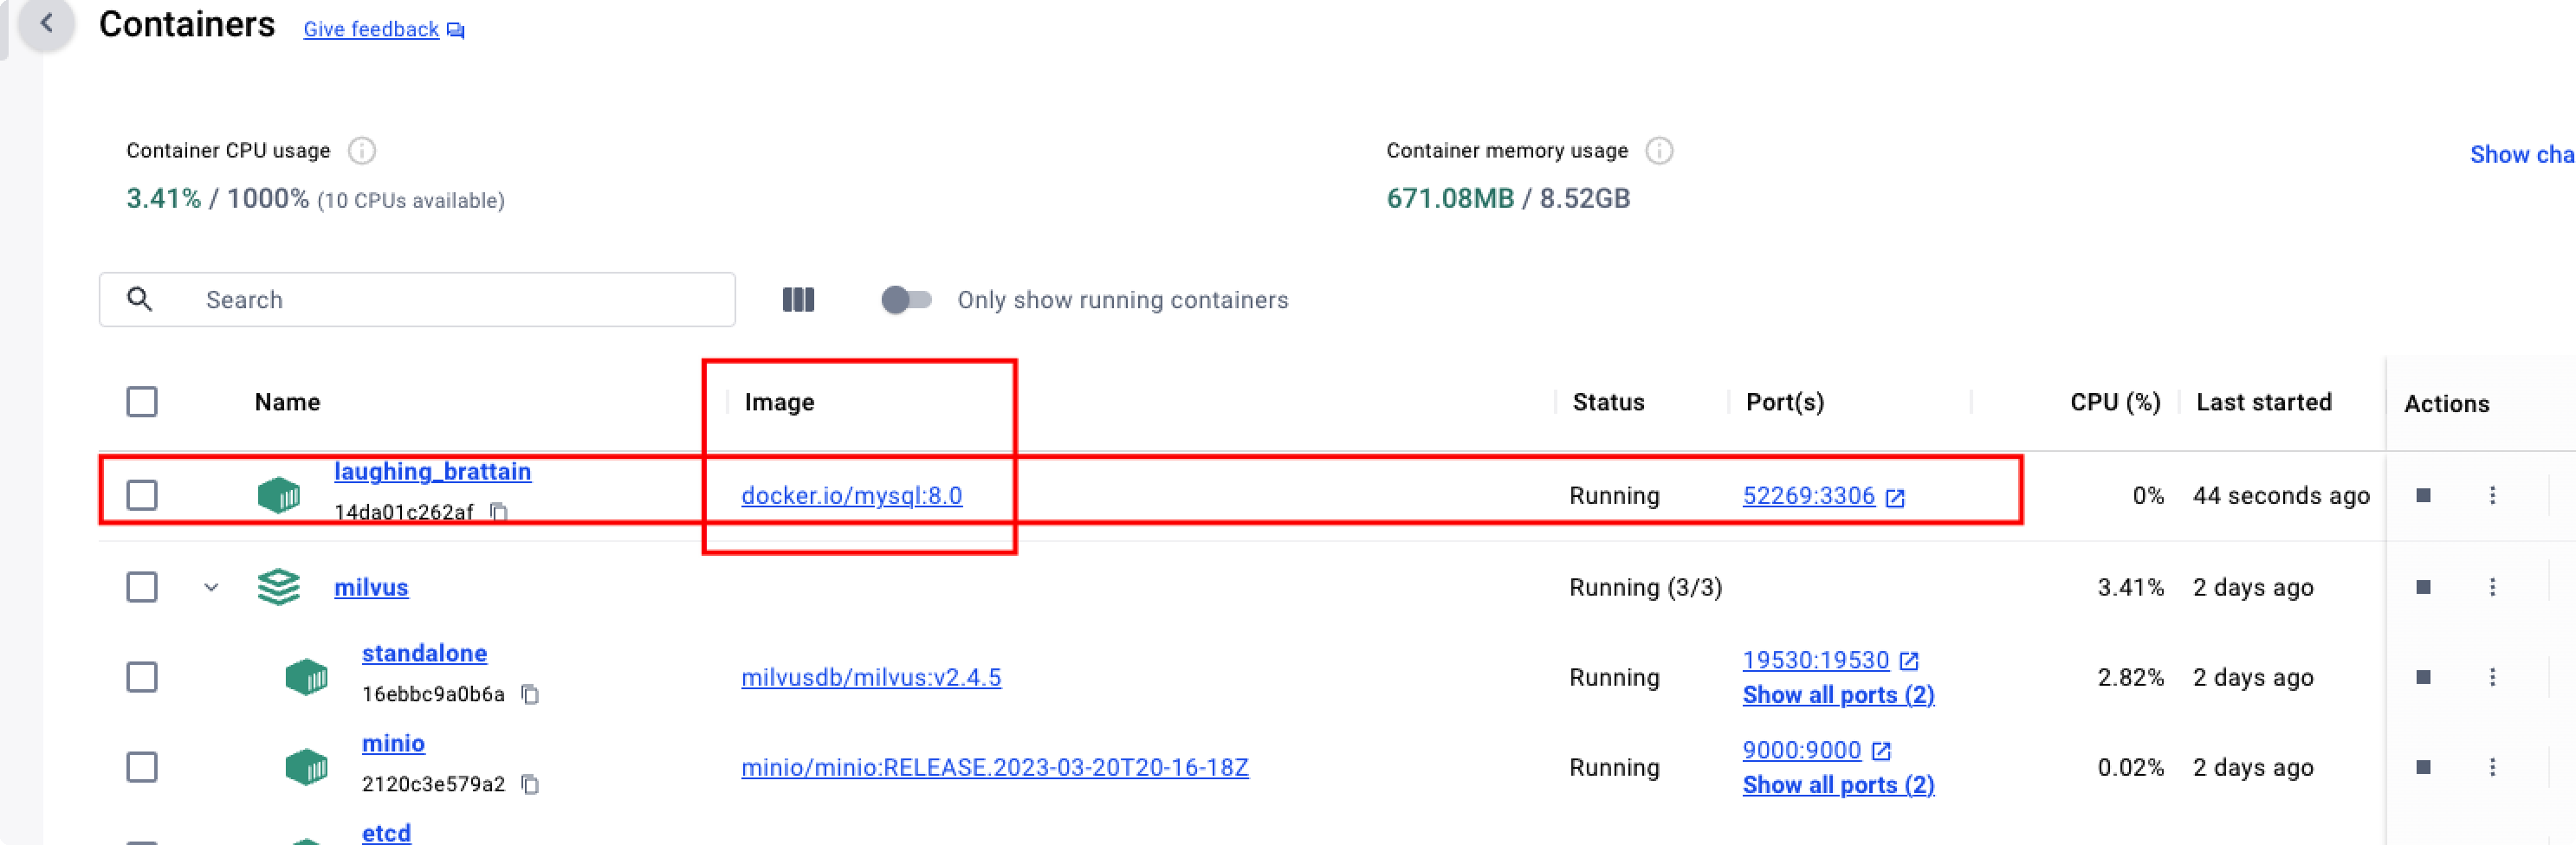 Containers Give feedback
Container CPU usage
3.41% / 1000% (10 CPUs available)
Container memory usage
671.08MB / 8.52GB
Show cha
Search
Only show running containers
Name Image Status Port(s) CPU (%) Last started Actions
laughing_brattain
14da01c262af
docker.io/mysql:8.0 Running 52269:3306 0% 44 seconds ago
milvus Running (3/3) 3.41% 2 days ago
standalone
16ebbc9a0b6a
milvusdb/milvus:v2.4.5 Running
19530:19530
Show all ports (2)
2.82% 2 days ago
minio
2120c3e579a2
minio/minio:RELEASE.2023-03-20T20-16-18Z Running
9000:9000
Show all ports (2)
0.02% 2 days ago
etcd